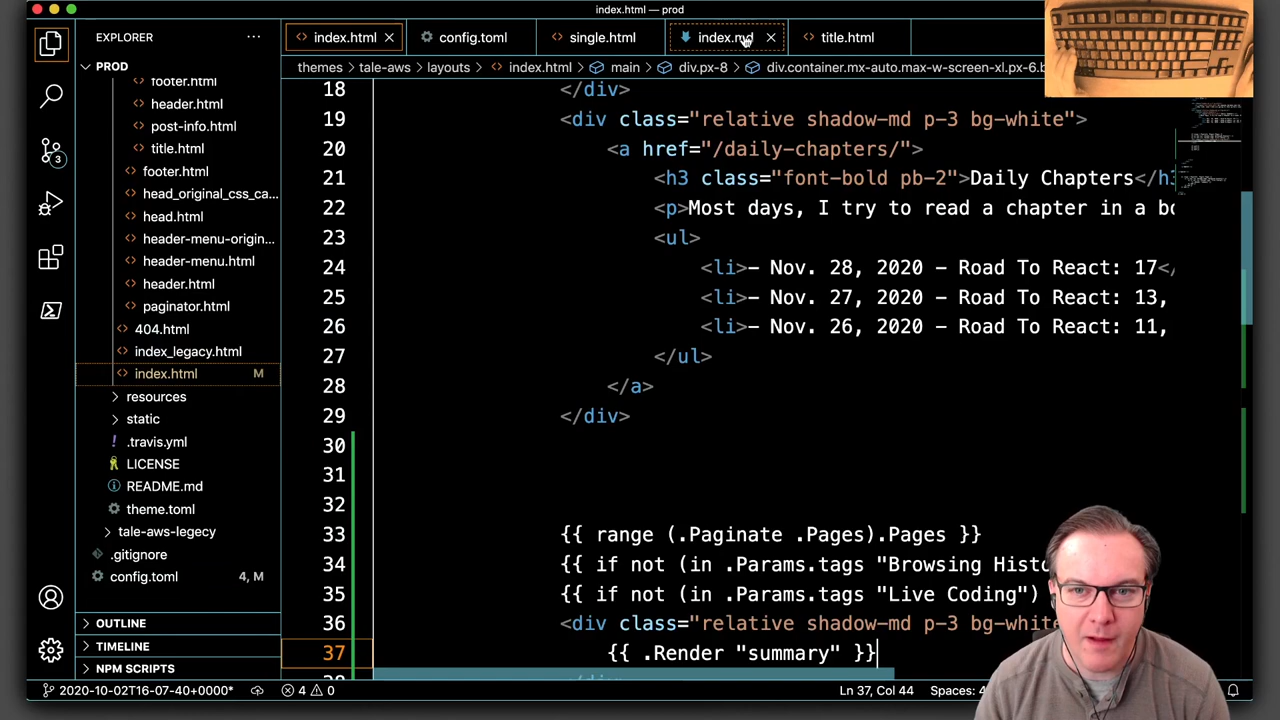 index.html — prod
EXPLORER
index.html
config.toml
single.html
index.md
title.html
PROD
themes > tale-aws > layouts > index.html > main > div.px-8 > div.container.mx-auto.max-w-screen-xl.px-6.b
footer.html
header.html
post-info.html
title.html
footer.html
head_original_css_ca...
head.html
header-menu-origin...
header-menu.html
header.html
paginator.html
404.html
index_legacy.html
index.html M
resources
static
.travis.yml
LICENSE
README.md
theme.toml
tale-aws-legacy
.gitignore
config.toml 4, M
OUTLINE
TIMELINE
NPM SCRIPTS
18 </div>
19 <div class="relative shadow-md p-3 bg-white">
20 <a href="/daily-chapters/">
21 <h3 class="font-bold pb-2">Daily Chapters</h3
22 <p>Most days, I try to read a chapter in a bo
23 <ul>
24 <li>- Nov. 28, 2020 - Road To React: 17</
25 <li>- Nov. 27, 2020 - Road To React: 13,
26 <li>- Nov. 26, 2020 - Road To React: 11,
27 </ul>
28 </a>
29 </div>
30
31
32
33 {{ range (.Paginate .Pages).Pages }}
34 {{ if not (in .Params.tags "Browsing Histo
35 {{ if not (in .Params.tags "Live Coding")
36 <div class="relative shadow-md p-3 bg-white
37 {{ .Render "summary" }}
3
2020-10-02T16-07-40+0000*
4
0
Ln 37, Col 44
Spaces: 4